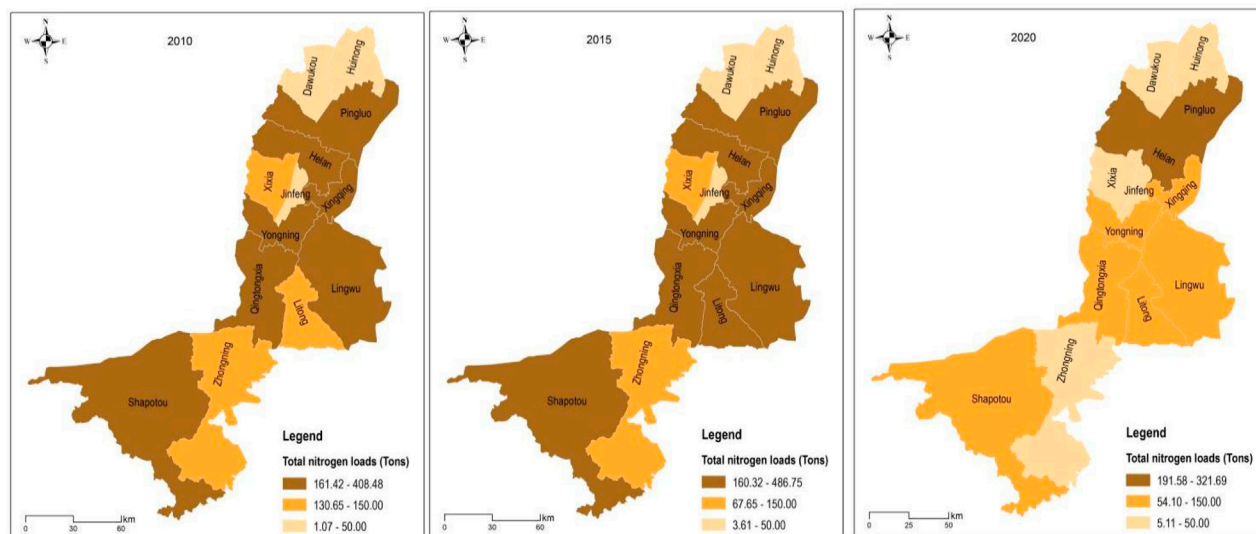 N
W E
S
2010
Dawukou
Huinong
Pingluo
Helan
Xixia
Jinfeng
Xingqing
Yongning
Qingtongxia
Litong
Lingwu
Zhongning
Shapotou
Legend
Total nitrogen loads (Tons)
161.42 - 408.48
130.65 - 150.00
1.07 - 50.00
km
0 30 60
N
W E
S
2015
Dawukou
Huinong
Pingluo
Helan
Xixia
Jinfeng
Xingqing
Yongning
Qingtongxia
Litong
Lingwu
Zhongning
Shapotou
Legend
Total nitrogen loads (Tons)
160.32 - 486.75
67.65 - 150.00
3.61 - 50.00
km
0 30 60
N
W E
S
2020
Dawukou
Huinong
Pingluo
Helan
Xixia
Jinfeng
Xingqing
Yongning
Qingtongxia
Litong
Lingwu
Zhongning
Shapotou
Legend
Total nitrogen loads (Tons)
191.58 - 321.69
54.10 - 150.00
5.11 - 50.00
km
0 25 50